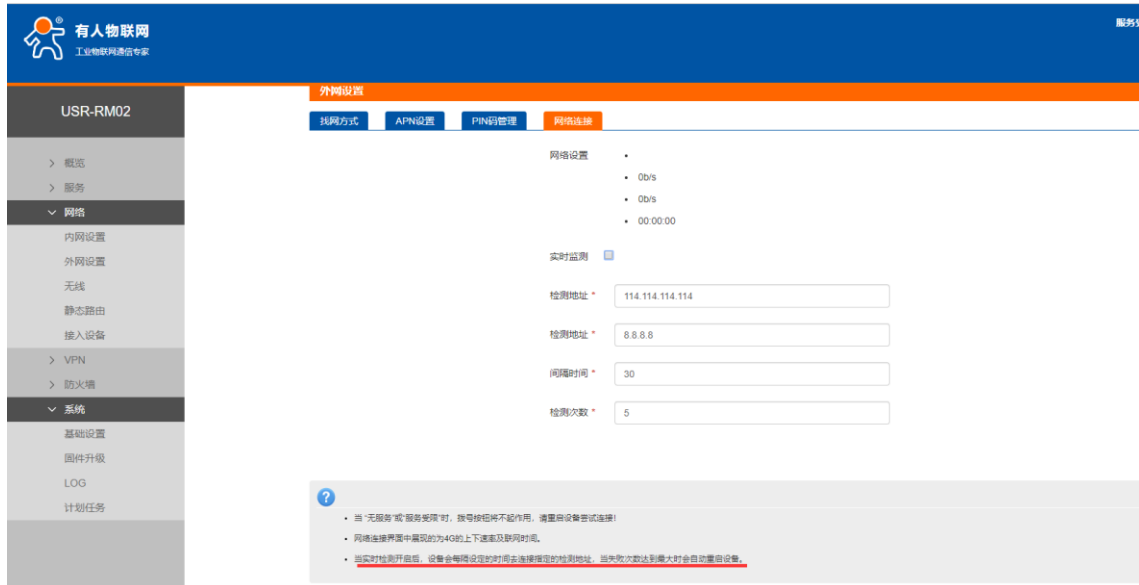 有人物联网
®
工业物联网通信专家
USR-RM02
概览
服务
网络
内网设置
外网设置
无线
静态路由
接入设备
VPN
防火墙
系统
基础设置
固件升级
LOG
计划任务
外网设置
找网方式 APN设置 PIN码管理 网络连接
网络设置
0b/s
0b/s
00:00:00
实时监测
检测地址 * 114.114.114.114
检测地址 * 8.8.8.8
间隔时间 * 30
检测次数 * 5
当 "无服务"或"服务受限"时，拨号按钮将不起作用，请重启设备尝试连接!
网络连接界面中展现的为4G的上下速率及联网时间。
当实时检测开启后，设备会每隔设定的时间去连接指定的检测地址，当失败次数达到最大时会自动重启设备。